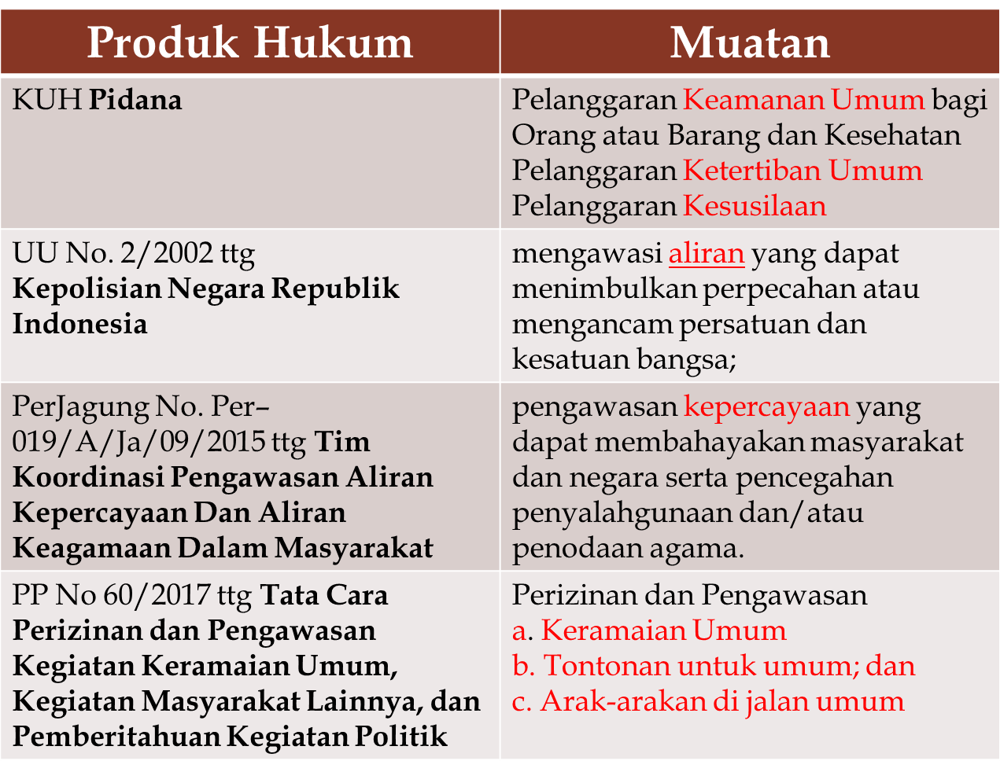 Produk Hukum
Muatan
KUH Pidana
Pelanggaran Keamanan Umum bagi
Orang atau Barang dan Kesehatan
Pelanggaran Ketertiban Umum
Pelanggaran Kesusilaan
UU No. 2/2002 ttg
Kepolisian Negara Republik
Indonesia
mengawasi aliran yang dapat
menimbulkan perpecahan atau
mengancam persatuan dan
kesatuan bangsa;
PerJagung No. Per–
019/A/Ja/09/2015 ttg Tim
Koordinasi Pengawasan Aliran
Kepercayaan Dan Aliran
Keagamaan Dalam Masyarakat
pengawasan kepercayaan yang
dapat membahayakan masyarakat
dan negara serta pencegahan
penyalahgunaan dan/atau
penodaan agama.
PP No 60/2017 ttg Tata Cara
Perizinan dan Pengawasan
Kegiatan Keramaian Umum,
Kegiatan Masyarakat Lainnya, dan
Pemberitahuan Kegiatan Politik
Perizinan dan Pengawasan
a. Keramaian Umum
b. Tontonan untuk umum; dan
c. Arak-arakan di jalan umum